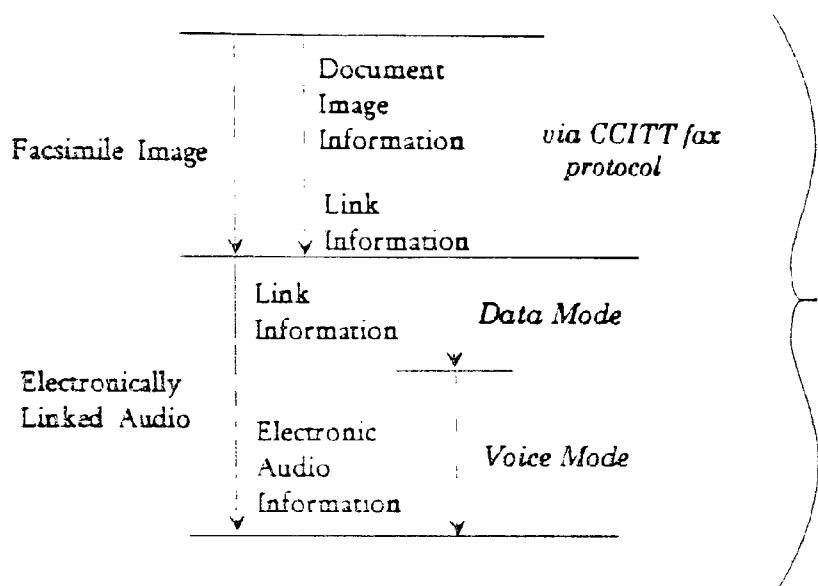 Document
Image
Information
Facsimile Image
via CCITT fax
protocol
Link
Information
Link
Information
Data Mode
Electronically
Linked Audio
Electronic
Audio
Information
Voice Mode